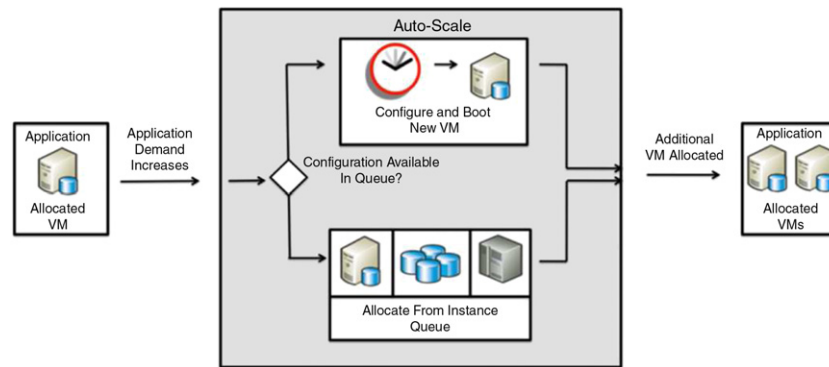 Auto-Scale
Configure and Boot
New VM
Application
Allocated
VM
Application
Demand
Increases
Configuration Available
In Queue?
Allocate From Instance
Queue
Additional
VM Allocated
Application
Allocated
VMs